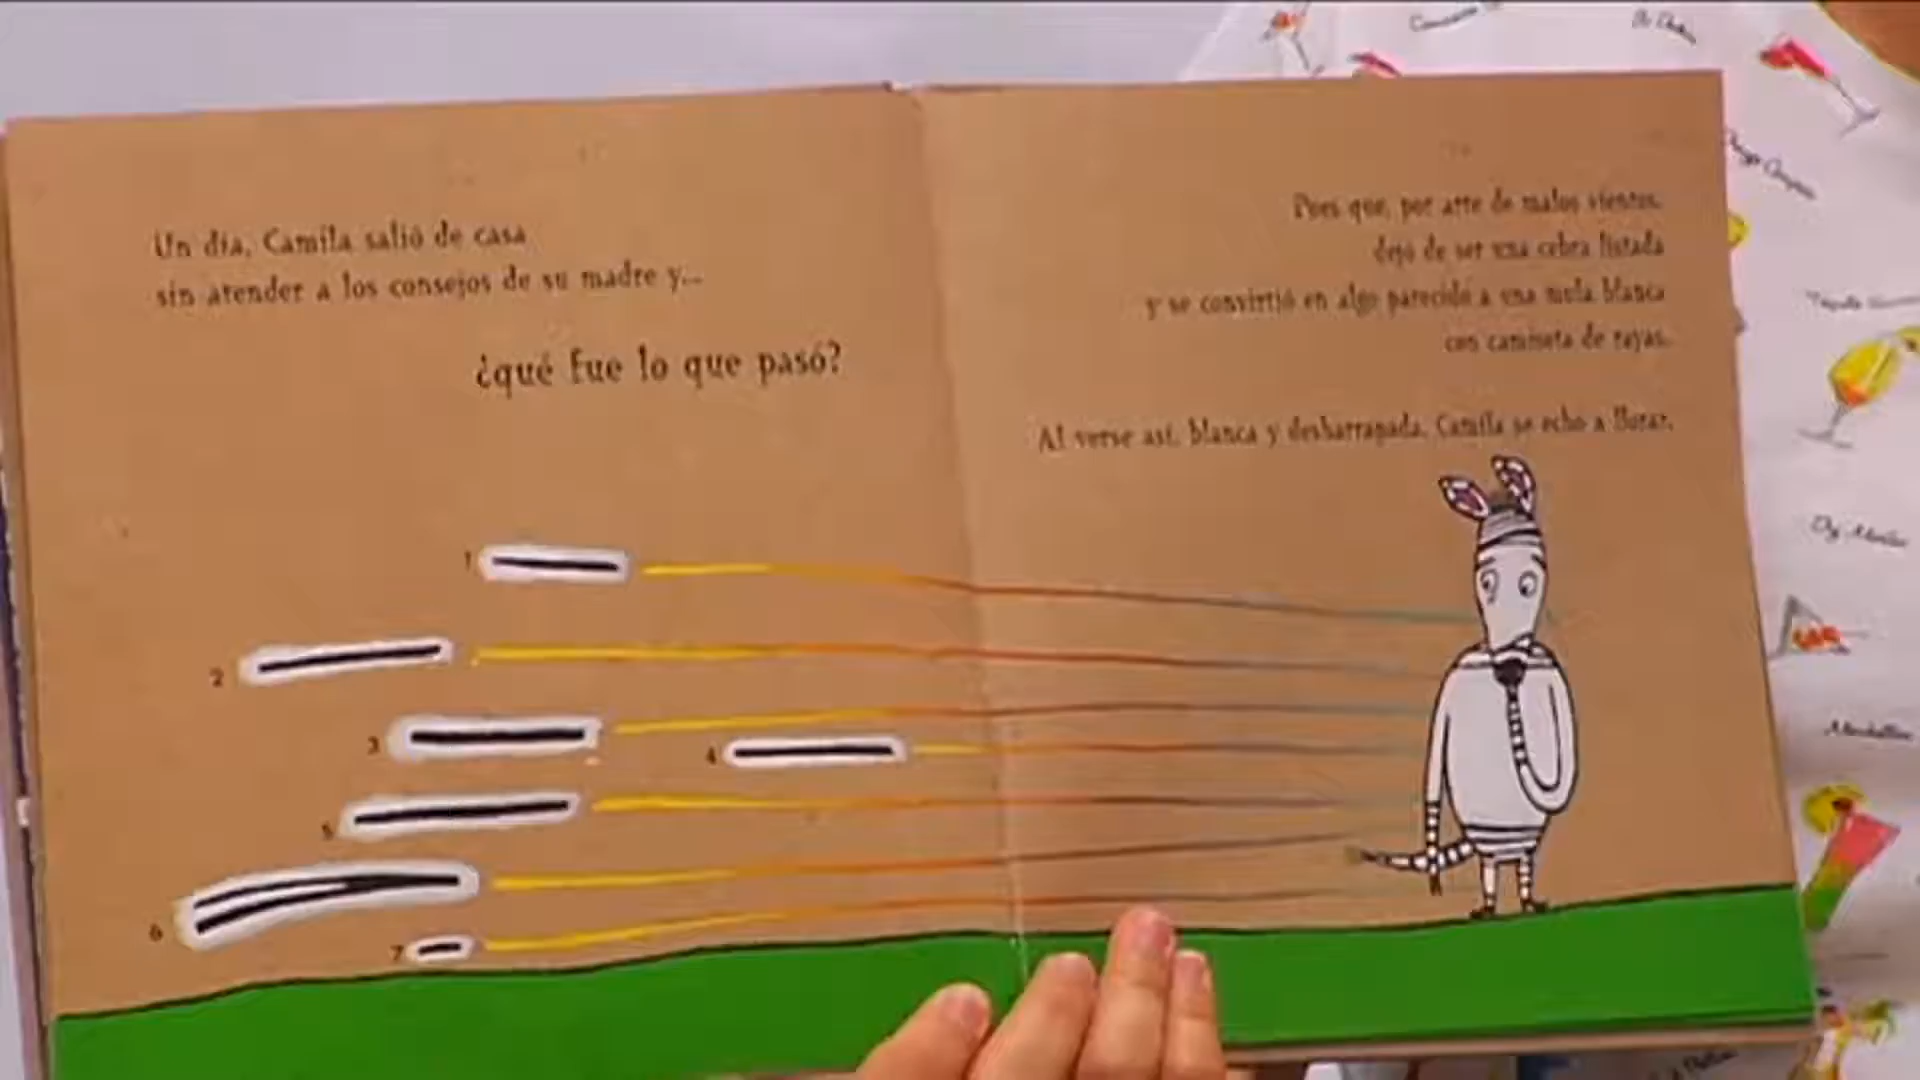 Un día, Camila salió de casa
sin atender a los consejos de su madre y...
¿qué fue lo que pasó?
Pues que, por arte de malos vientos,
dejó de ser una cebra listada
y se convirtió en algo parecido a una mula blanca
con camiseta de rayas.
Al verse así, blanca y desharrapada, Camila se echó a llorar.
1
2
3
4
5
6
7